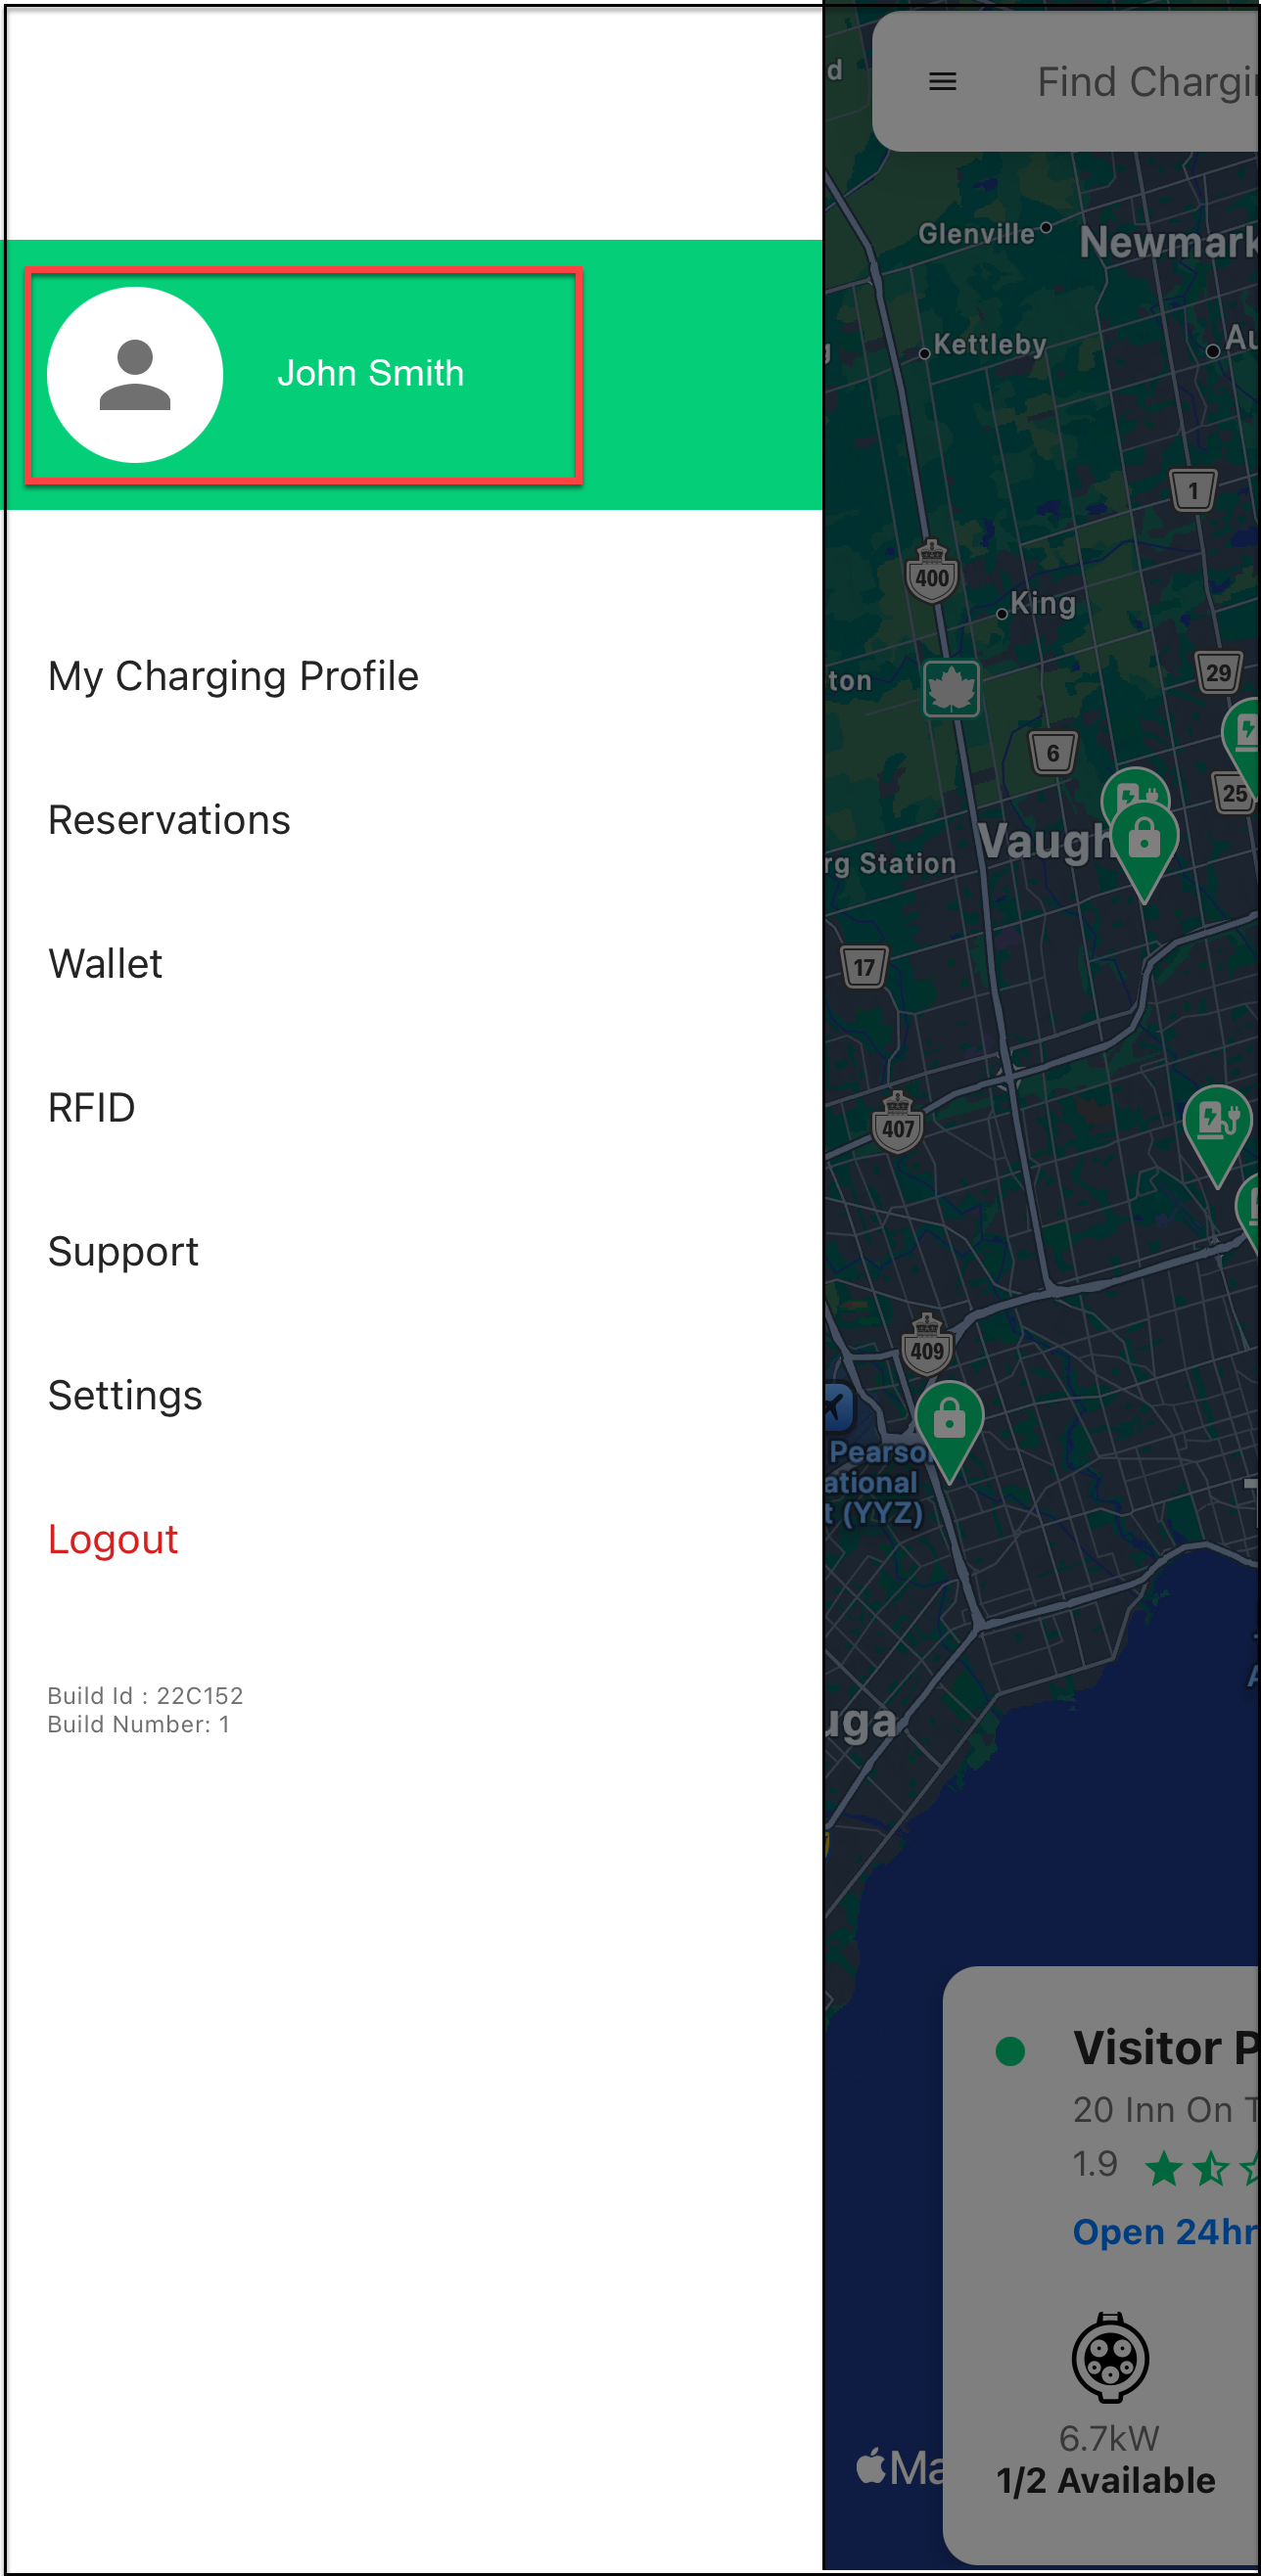 John Smith
My Charging Profile
Reservations
Wallet
RFID
Support
Settings
Logout
Build Id : 22C152
Build Number: 1
d
Find Chargi
Glenville
Newmark
Kettleby
Au
1
400
King
ton
29
6
25
Vaugh
rg Station
17
407
409
Pearso
ational
t (YYZ)
uga
Visitor P
20 Inn On T
1.9
Open 24hr
6.7kW
1/2 Available
Ma